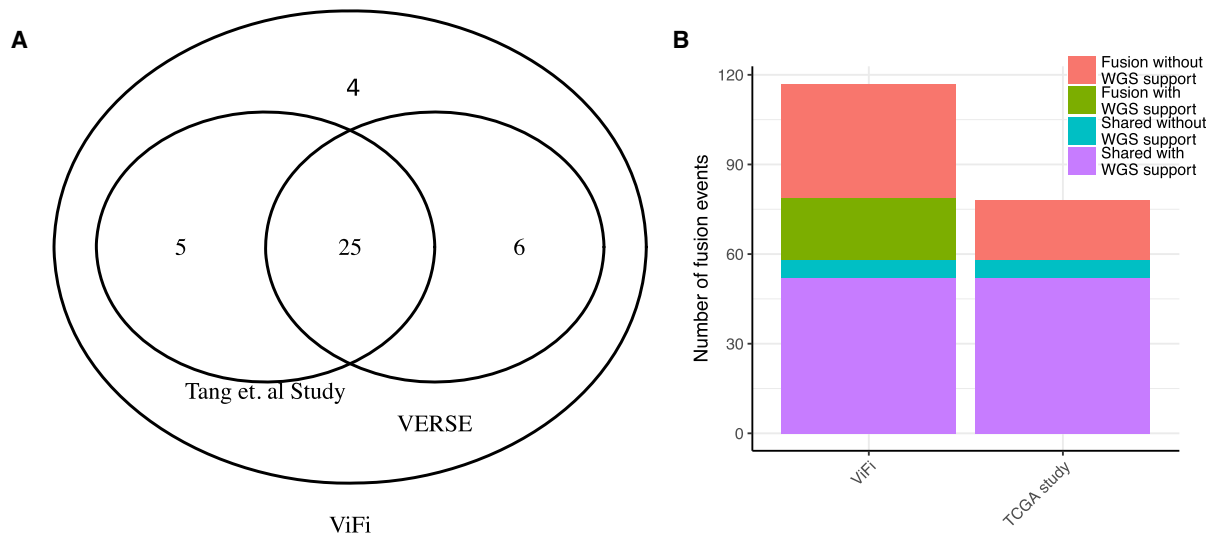 A
4
5
25
6
Tang et. al Study
VERSE
ViFi
B
Number of fusion events
120
90
60
30
0
ViFi
TCGA study
Fusion without
WGS support
Fusion with
WGS support
Shared without
WGS support
Shared with
WGS support